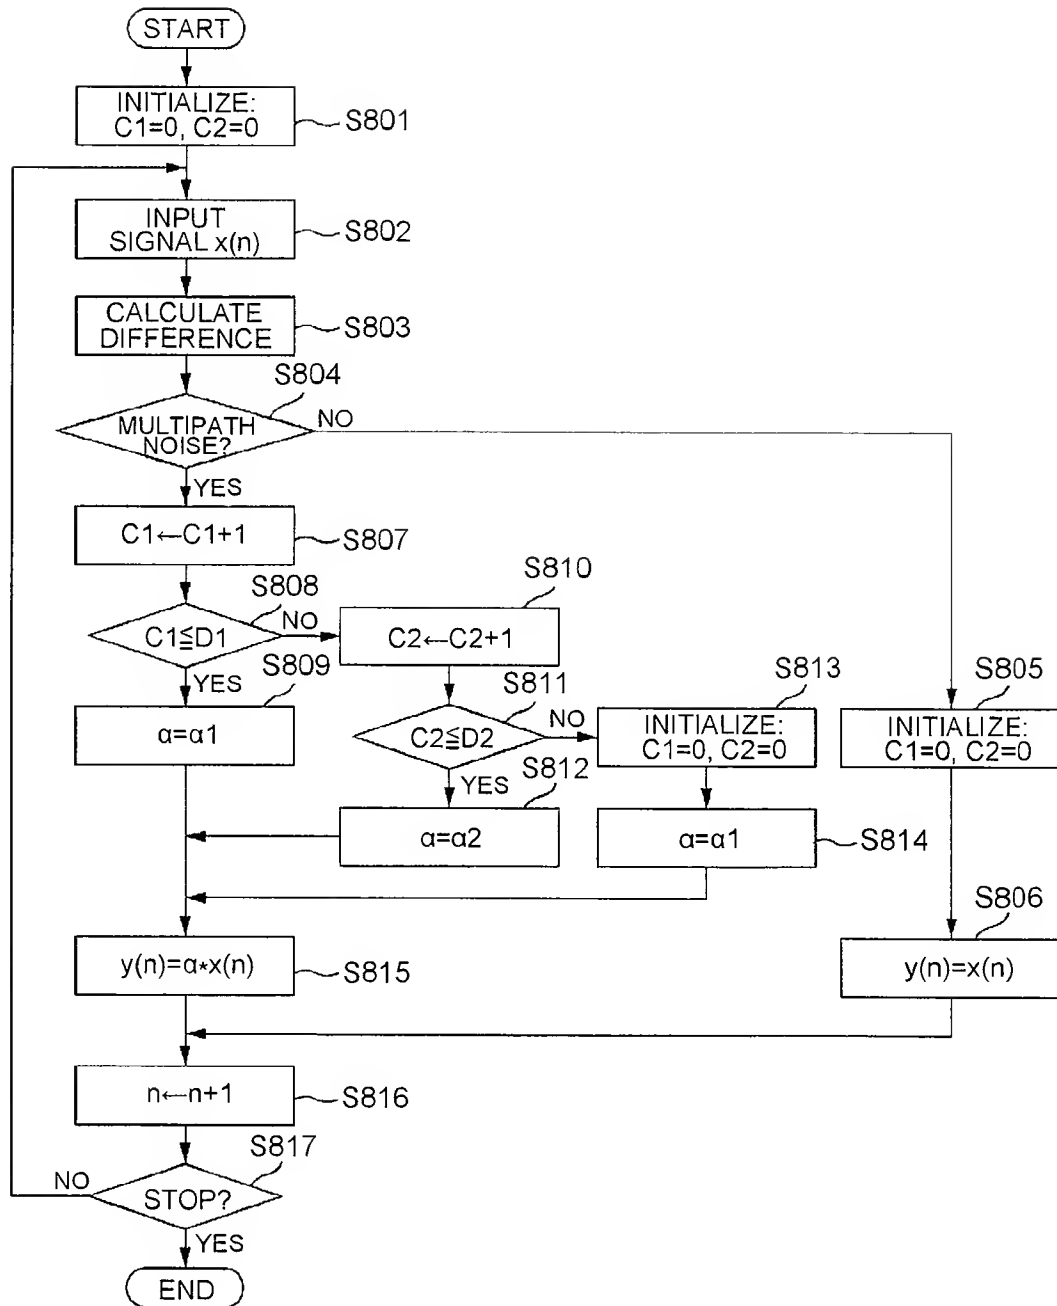 START
INITIALIZE:
C1=0, C2=0
S801
INPUT
SIGNAL x(n)
S802
CALCULATE
DIFFERENCE
S803
S804
MULTIPATH
NOISE?
NO
YES
C1←C1+1
S807
S808
C1≦D1
NO
YES
S809
α=α1
S810
C2←C2+1
S811
C2≦D2
NO
YES
S812
α=α2
S813
INITIALIZE:
C1=0, C2=0
α=α1
S814
S805
INITIALIZE:
C1=0, C2=0
S806
y(n)=x(n)
y(n)=α*x(n)
S815
n←n+1
S816
S817
STOP?
NO
YES
END